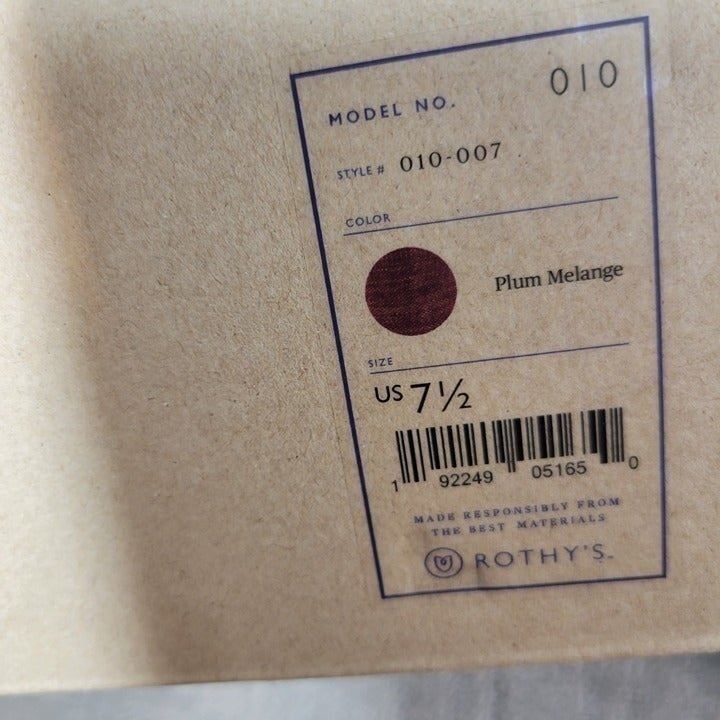 MODEL NO. 010
STYLE # 010-007
COLOR
Plum Melange
SIZE
US 7½
1 92249 05165 0
MADE RESPONSIBLY FROM
THE BEST MATERIALS
ROTHY'S™